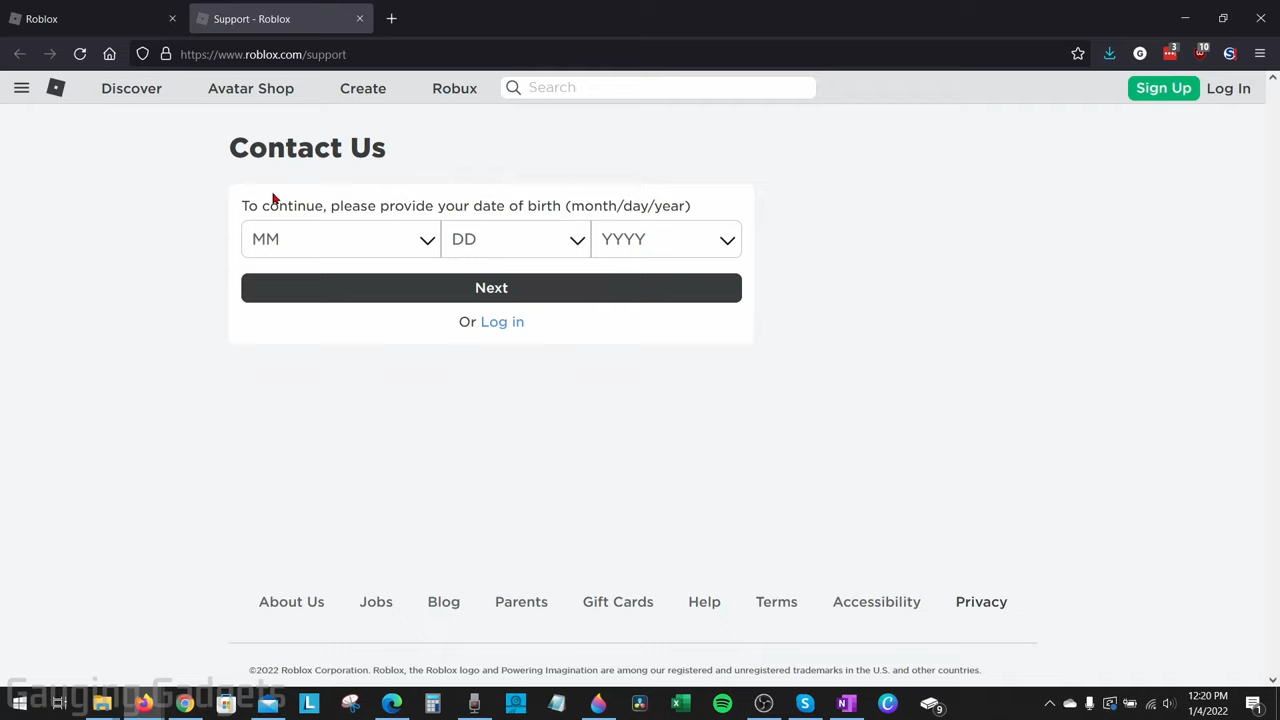 Roblox
Support - Roblox
https://www.roblox.com/support
3
10
Discover
Avatar Shop
Create
Robux
Search
Sign Up
Log In
Contact Us
To continue, please provide your date of birth (month/day/year)
MM
DD
YYYY
Next
Or Log in
About Us
Jobs
Blog
Parents
Gift Cards
Help
Terms
Accessibility
Privacy
©2022 Roblox Corporation. Roblox, the Roblox logo and Powering Imagination are among our registered and unregistered trademarks in the U.S. and other countries.
Gauging Gadgets
9
12:20 PM
1/4/2022